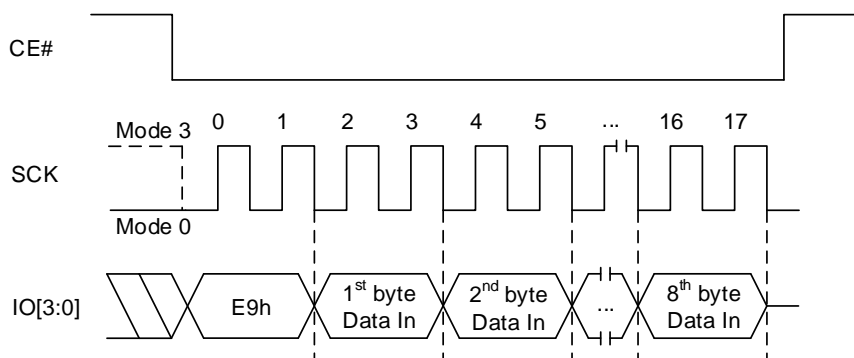 CE#
Mode 3
0 1 2 3 4 5 ... 16 17
SCK
Mode 0
IO[3:0]
E9h
1st byte
Data In
2nd byte
Data In
...
8th byte
Data In